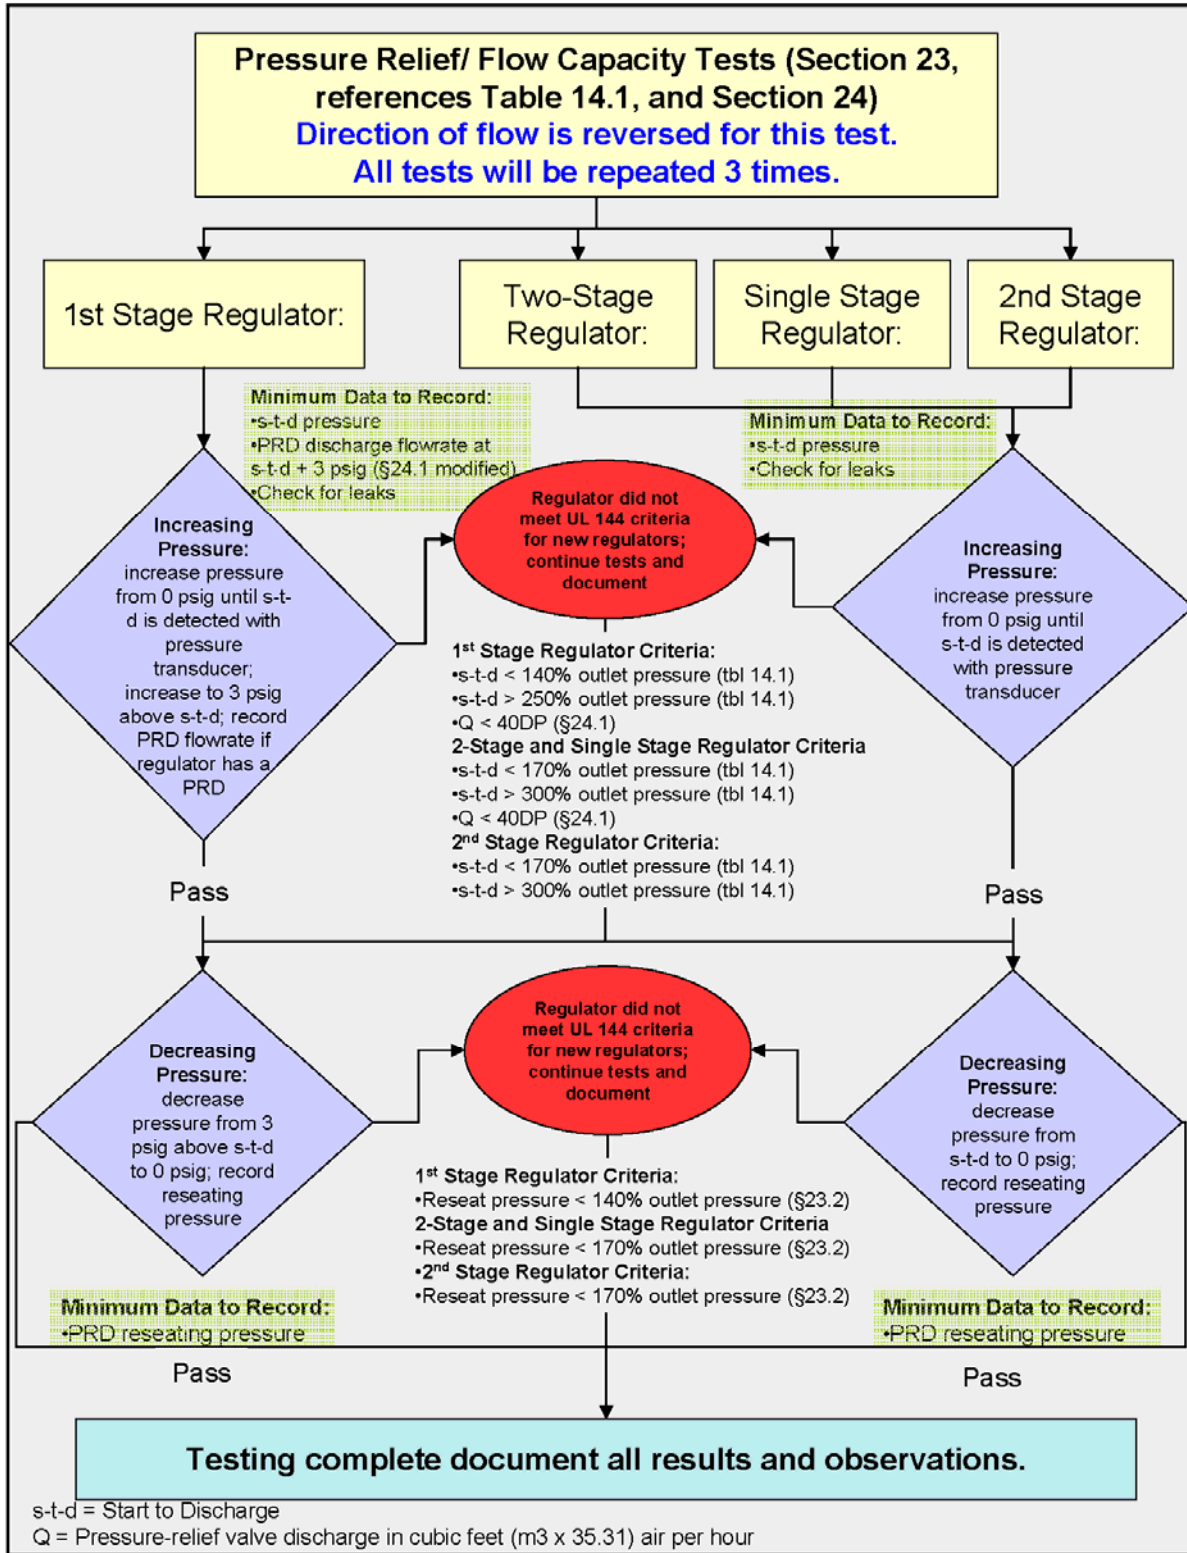 Pressure Relief/ Flow Capacity Tests (Section 23,
references Table 14.1, and Section 24)
Direction of flow is reversed for this test.
All tests will be repeated 3 times.
1st Stage Regulator:
Two-Stage
Regulator:
Single Stage
Regulator:
2nd Stage
Regulator:
Minimum Data to Record:
•s-t-d pressure
•PRD discharge flowrate at
s-t-d + 3 psig (§24.1 modified)
•Check for leaks
Minimum Data to Record:
•s-t-d pressure
•Check for leaks
Increasing
Pressure:
increase pressure
from 0 psig until s-t-
d is detected with
pressure
transducer;
increase to 3 psig
above s-t-d; record
PRD flowrate if
regulator has a
PRD
Regulator did not
meet UL 144 criteria
for new regulators;
continue tests and
document
Increasing
Pressure:
increase pressure
from 0 psig until
s-t-d is detected
with pressure
transducer
1st Stage Regulator Criteria:
•s-t-d < 140% outlet pressure (tbl 14.1)
•s-t-d > 250% outlet pressure (tbl 14.1)
•Q < 40DP (§24.1)
2-Stage and Single Stage Regulator Criteria
•s-t-d < 170% outlet pressure (tbl 14.1)
•s-t-d > 300% outlet pressure (tbl 14.1)
•Q < 40DP (§24.1)
2nd Stage Regulator Criteria:
•s-t-d < 170% outlet pressure (tbl 14.1)
•s-t-d > 300% outlet pressure (tbl 14.1)
Pass
Pass
Decreasing
Pressure:
decrease
pressure from 3
psig above s-t-d
to 0 psig; record
reseating
pressure
Regulator did not
meet UL 144 criteria
for new regulators;
continue tests and
document
Decreasing
Pressure:
decrease
pressure from
s-t-d to 0 psig;
record reseating
pressure
1st Stage Regulator Criteria:
•Reseat pressure < 140% outlet pressure (§23.2)
2-Stage and Single Stage Regulator Criteria
•Reseat pressure < 170% outlet pressure (§23.2)
•2nd Stage Regulator Criteria:
•Reseat pressure < 170% outlet pressure (§23.2)
Minimum Data to Record:
•PRD reseating pressure
Minimum Data to Record:
•PRD reseating pressure
Pass
Pass
Testing complete document all results and observations.
s-t-d = Start to Discharge
Q = Pressure-relief valve discharge in cubic feet (m3 x 35.31) air per hour